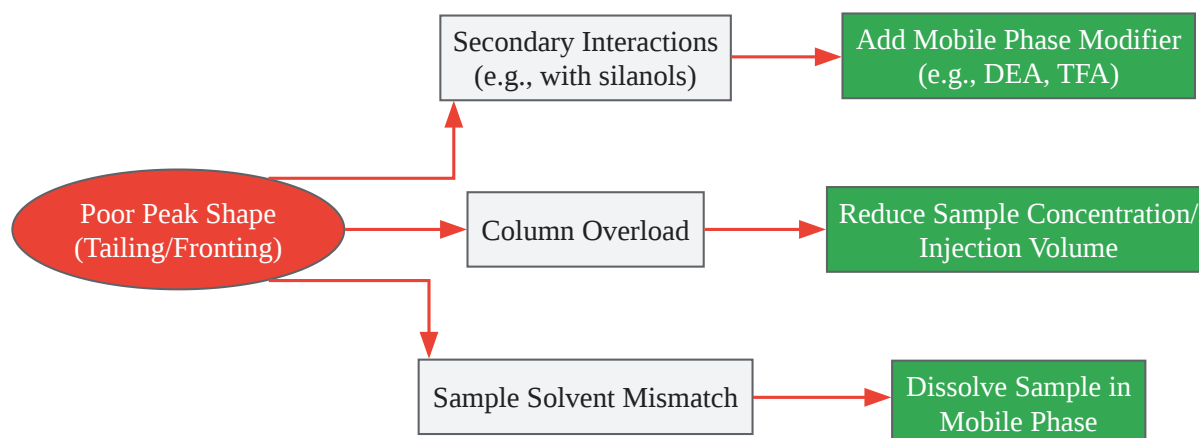 Secondary Interactions
(e.g., with silanols)
Add Mobile Phase Modifier
(e.g., DEA, TFA)
Poor Peak Shape
(Tailing/Fronting)
Column Overload
Reduce Sample Concentration/
Injection Volume
Sample Solvent Mismatch
Dissolve Sample in
Mobile Phase